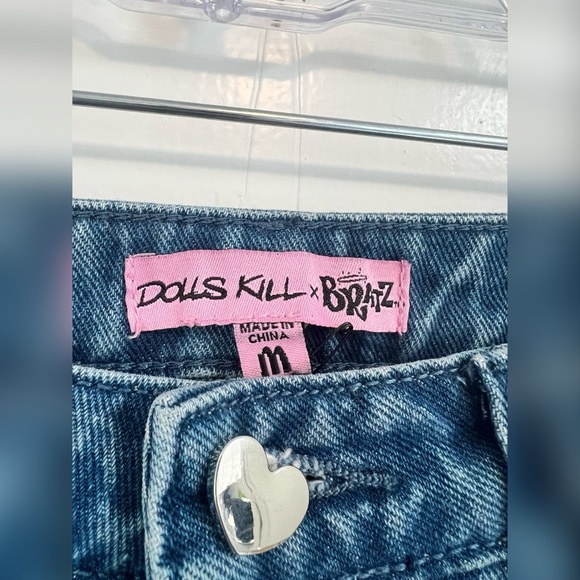 DOLLS KILL x BRATZ
MADE IN
CHINA
M